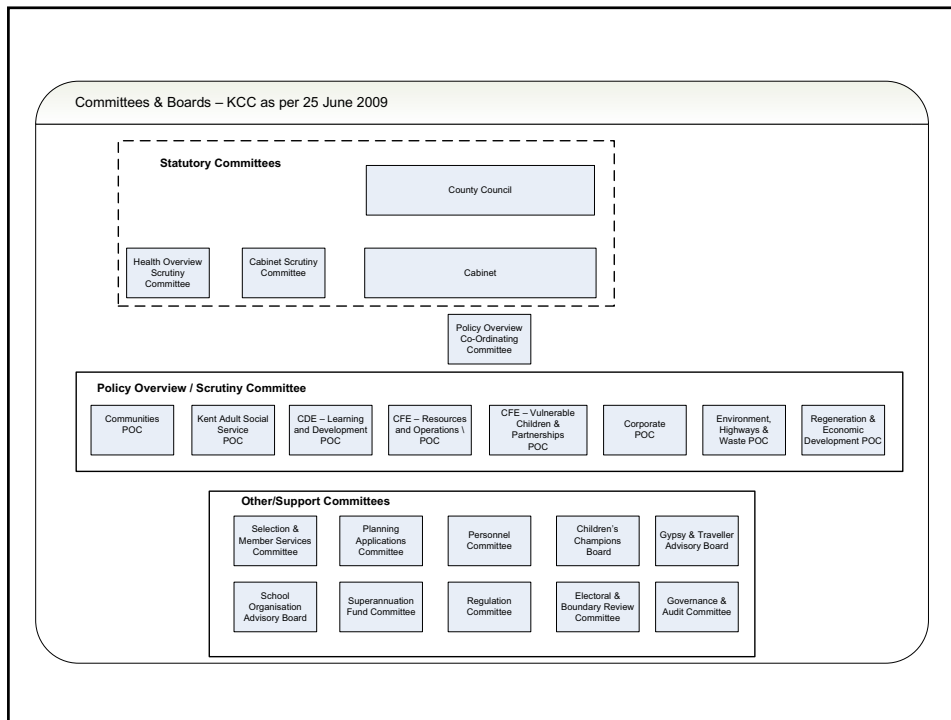 Committees & Boards – KCC as per 25 June 2009
Statutory Committees
County Council
Health Overview
Scrutiny
Committee
Cabinet Scrutiny
Committee
Cabinet
Policy Overview
Co-Ordinating
Committee
Policy Overview / Scrutiny Committee
Communities
POC
Kent Adult Social
Service
POC
CDE – Learning
and Development
POC
CFE – Resources
and Operations \
POC
CFE – Vulnerable
Children &
Partnerships
POC
Corporate
POC
Environment,
Highways &
Waste POC
Regeneration &
Economic
Development POC
Other/Support Committees
Selection &
Member Services
Committee
Planning
Applications
Committee
Personnel
Committee
Children’s
Champions
Board
Gypsy & Traveller
Advisory Board
School
Organisation
Advisory Board
Superannuation
Fund Committee
Regulation
Committee
Electoral &
Boundary Review
Committee
Governance &
Audit Committee